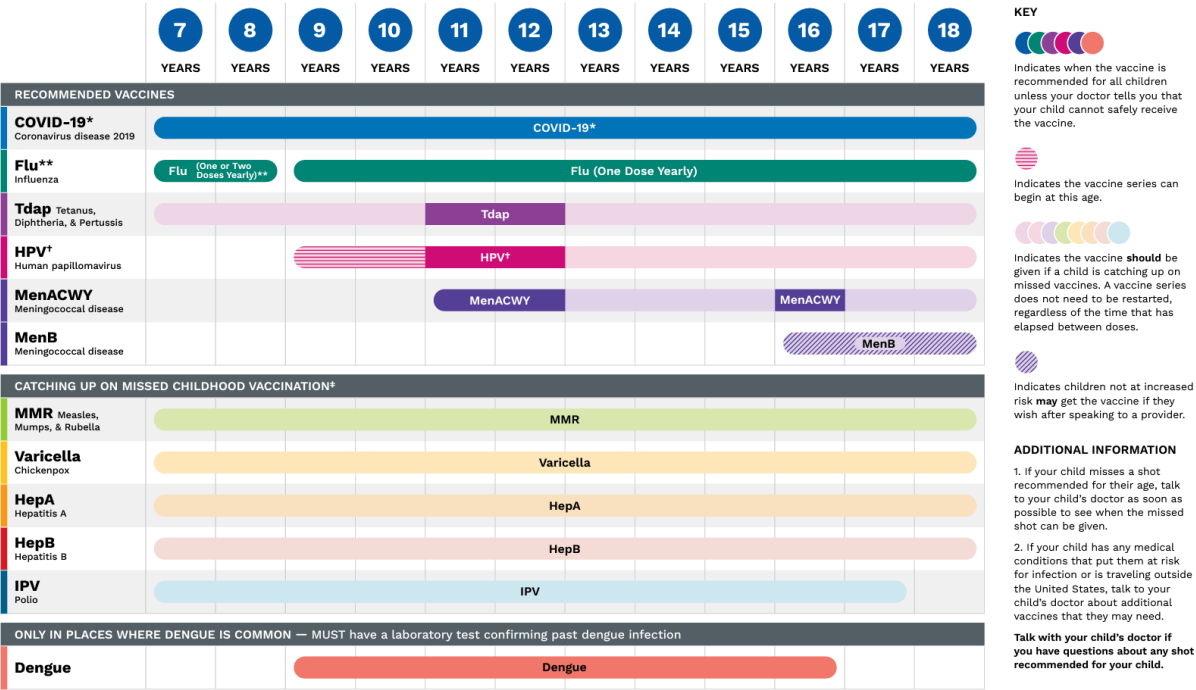 7 8 9 10 11 12 13 14 15 16 17 18
YEARS YEARS YEARS YEARS YEARS YEARS YEARS YEARS YEARS YEARS YEARS YEARS
RECOMMENDED VACCINES
COVID-19*
Coronavirus disease 2019
COVID-19*
Flu**
Influenza
Flu (One or Two
Doses Yearly)**
Flu (One Dose Yearly)
Tdap Tetanus,
Diphtheria, & Pertussis
Tdap
HPV†
Human papillomavirus
HPV†
MenACWY
Meningococcal disease
MenACWY
MenACWY
MenB
Meningococcal disease
MenB
CATCHING UP ON MISSED CHILDHOOD VACCINATION‡
MMR Measles,
Mumps, & Rubella
MMR
Varicella
Chickenpox
Varicella
HepA
Hepatitis A
HepA
HepB
Hepatitis B
HepB
IPV
Polio
IPV
ONLY IN PLACES WHERE DENGUE IS COMMON — MUST have a laboratory test confirming past dengue infection
Dengue
Dengue
KEY
Indicates when the vaccine is
recommended for all children
unless your doctor tells you that
your child cannot safely receive
the vaccine.
Indicates the vaccine series can
begin at this age.
Indicates the vaccine should be
given if a child is catching up on
missed vaccines. A vaccine series
does not need to be restarted,
regardless of the time that has
elapsed between doses.
Indicates children not at increased
risk may get the vaccine if they
wish after speaking to a provider.
ADDITIONAL INFORMATION
1. If your child misses a shot
recommended for their age, talk
to your child's doctor as soon as
possible to see when the missed
shot can be given.
2. If your child has any medical
conditions that put them at risk
for infection or is traveling outside
the United States, talk to your
child's doctor about additional
vaccines that they may need.
Talk with your child's doctor if
you have questions about any shot
recommended for your child.